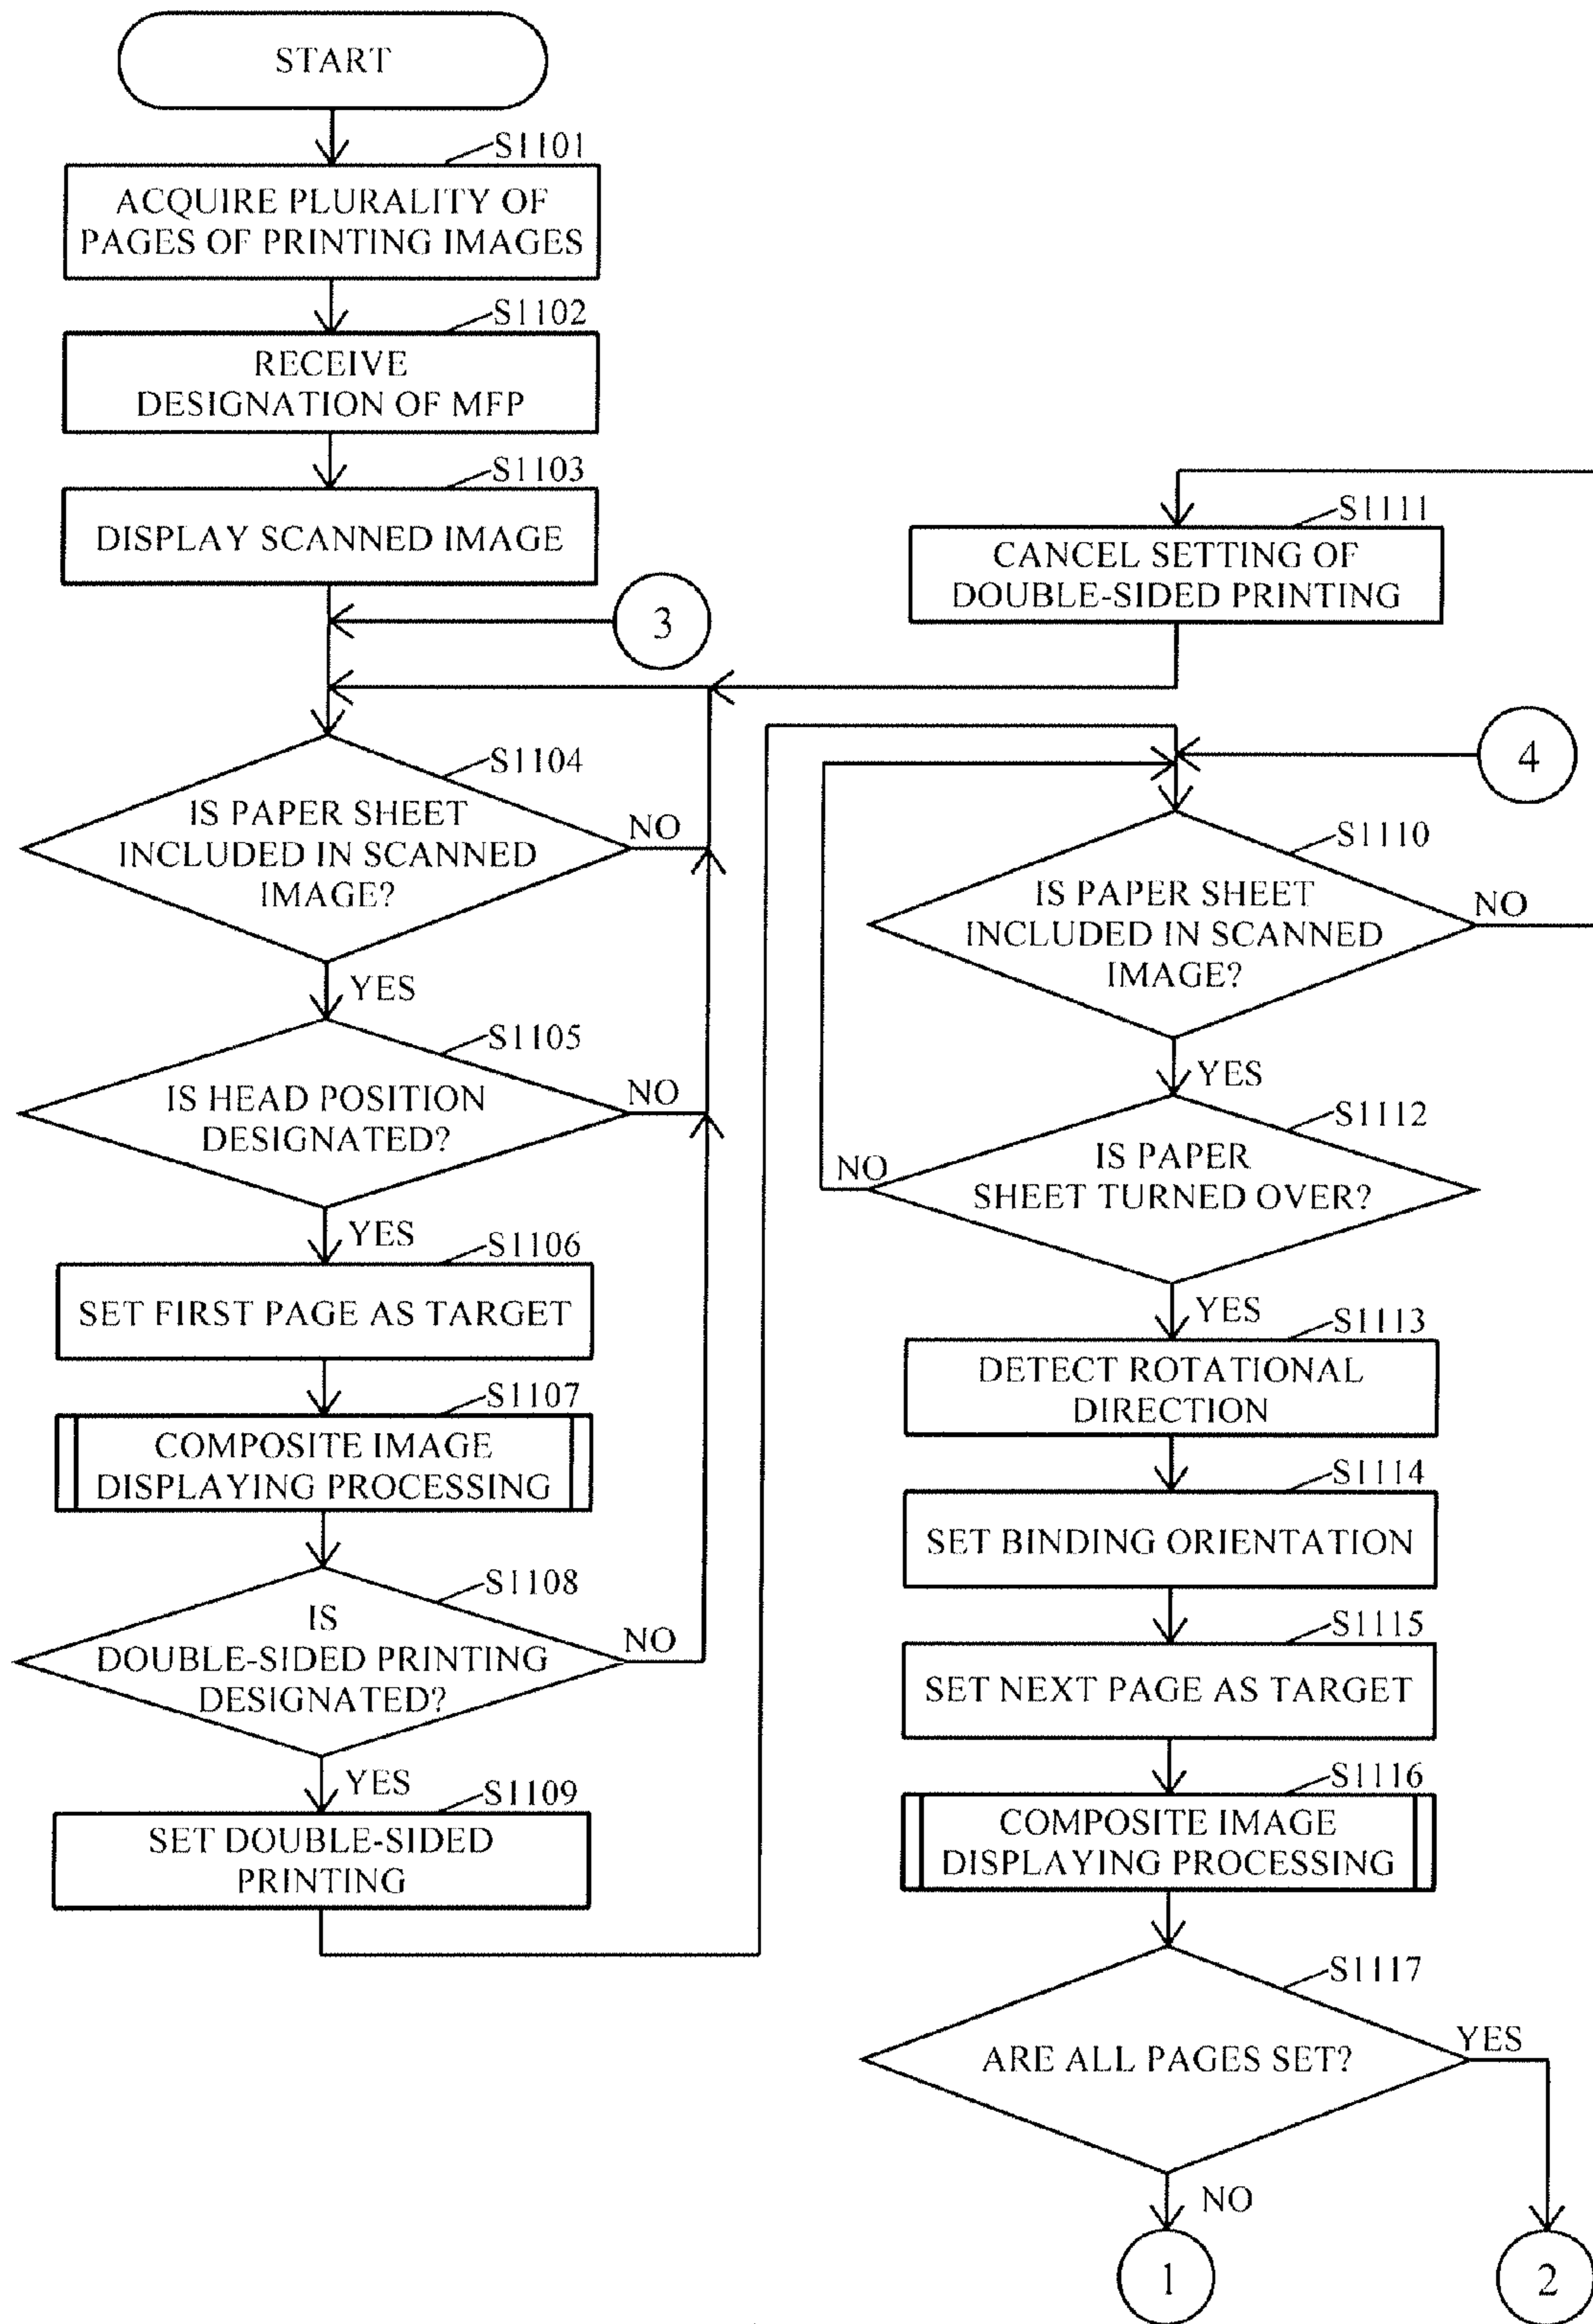 START
S1101
ACQUIRE PLURALITY OF
PAGES OF PRINTING IMAGES
S1102
RECEIVE
DESIGNATION OF MFP
S1103
DISPLAY SCANNED IMAGE
3
S1104
IS PAPER SHEET
INCLUDED IN SCANNED
IMAGE?
NO
YES
S1105
IS HEAD POSITION
DESIGNATED?
NO
YES
S1106
SET FIRST PAGE AS TARGET
S1107
COMPOSITE IMAGE
DISPLAYING PROCESSING
S1108
IS
DOUBLE-SIDED PRINTING
DESIGNATED?
NO
YES
S1109
SET DOUBLE-SIDED
PRINTING
S1111
CANCEL SETTING OF
DOUBLE-SIDED PRINTING
4
S1110
IS PAPER SHEET
INCLUDED IN SCANNED
IMAGE?
NO
YES
S1112
IS PAPER
SHEET TURNED OVER?
NO
YES
S1113
DETECT ROTATIONAL
DIRECTION
S1114
SET BINDING ORIENTATION
S1115
SET NEXT PAGE AS TARGET
S1116
COMPOSITE IMAGE
DISPLAYING PROCESSING
S1117
ARE ALL PAGES SET?
YES
NO
1
2